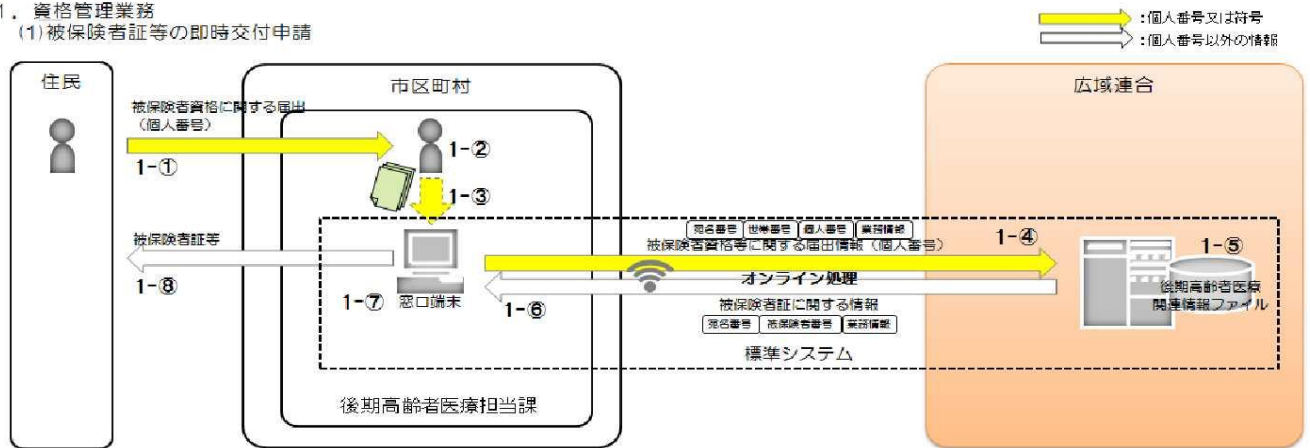 1．資格管理業務
(1)被保険者証等の即時交付申請
：個人番号又は符号
：個人番号以外の情報
住民
市区町村
広域連合
被保険者資格に関する届出
（個人番号）
1-①
1-②
1-③
宛名番号 世帯番号 個人番号 業務情報
被保険者資格等に関する届出情報（個人番号）
1-④
1-⑤
被保険者証等
1-⑧
1-⑦ 窓口端末
オンライン処理
1-⑥
被保険者証に関する情報
宛名番号 被保険者番号 業務情報
後期高齢者医療
関連情報ファイル
標準システム
後期高齢者医療担当課